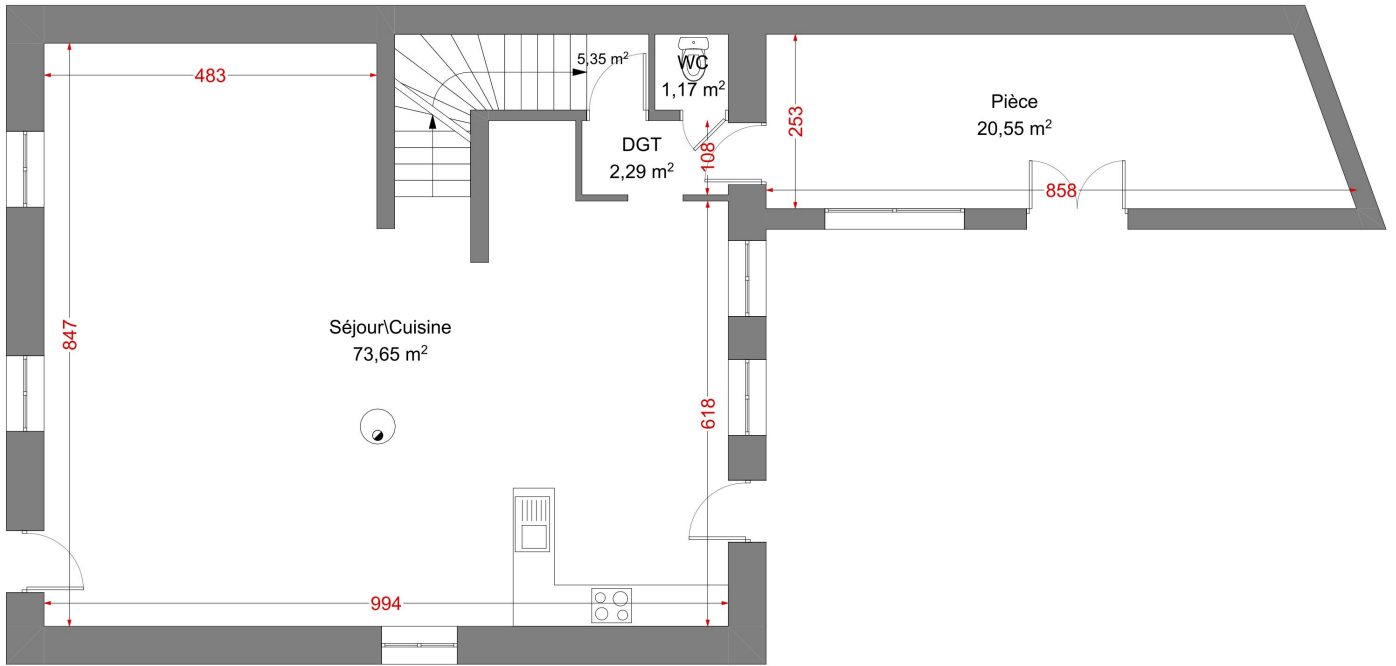 483
5,35 m²
WC
1,17 m²
DGT
2,29 m²
108
253
Pièce
20,55 m²
858
847
Séjour\Cuisine
73,65 m²
618
994